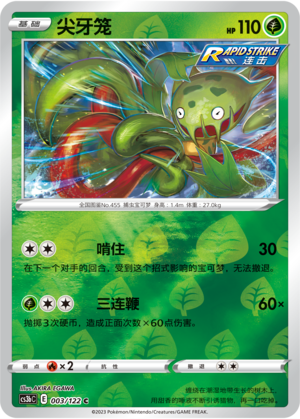 基础
尖牙笼
HP 110
RAPID STRIKE
连击
全国图鉴No.455 捕虫宝可梦 身高：1.4m 体重：27.0kg
啃住 30
在下一个对手的回合，受到这个招式影响的宝可梦，无法撤退。
三连鞭 60×
抛掷3次硬币，造成正面次数×60点伤害。
弱点 ×2 抗性 撤退
Illus. AKIRA EGAWA
cs3bC E 003/122 C
©2023 Pokémon/Nintendo/Creatures/GAME FREAK.